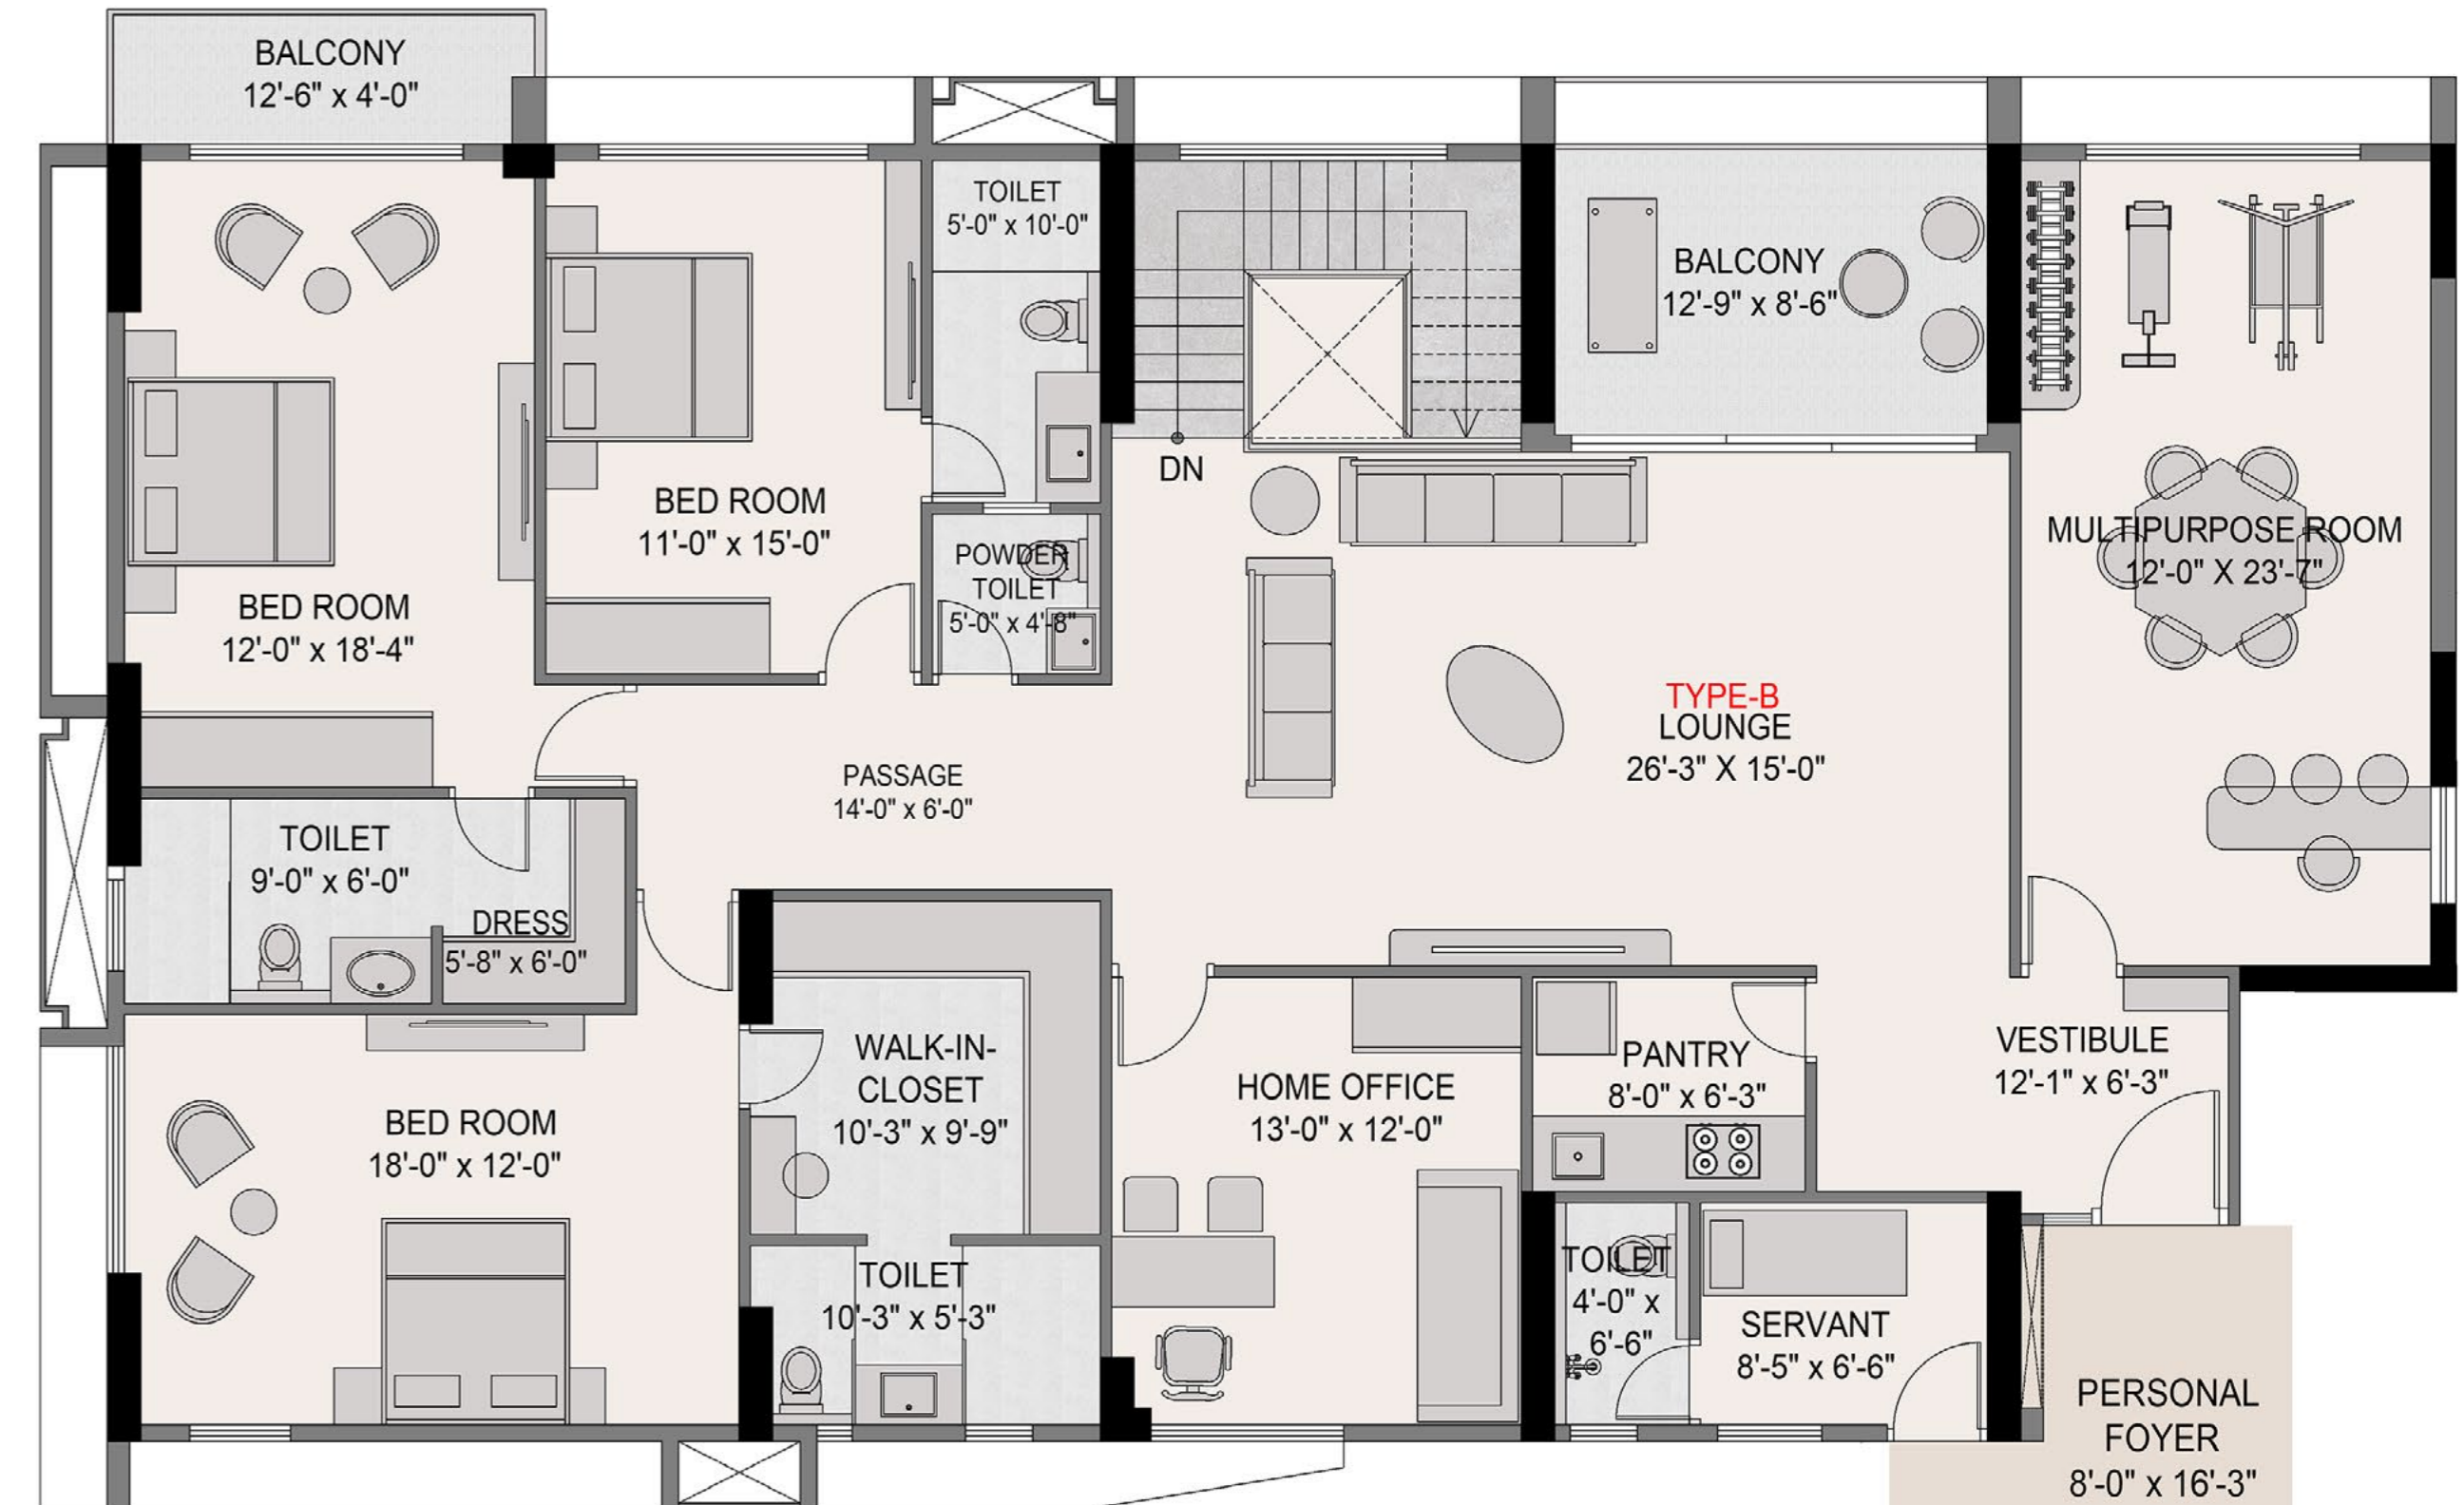 BALCONY
12'-6" x 4'-0"
TOILET
5'-0" x 10'-0"
BALCONY
12'-9" x 8'-6"
DN
BED ROOM
11'-0" x 15'-0"
POWDER
TOILET
5'-0" x 4'-8"
MULTIPURPOSE ROOM
12'-0" X 23'-7"
BED ROOM
12'-0" x 18'-4"
TYPE-B
LOUNGE
26'-3" X 15'-0"
PASSAGE
14'-0" x 6'-0"
TOILET
9'-0" x 6'-0"
DRESS
5'-8" x 6'-0"
WALK-IN-
CLOSET
10'-3" x 9'-9"
HOME OFFICE
13'-0" x 12'-0"
PANTRY
8'-0" x 6'-3"
VESTIBULE
12'-1" x 6'-3"
BED ROOM
18'-0" x 12'-0"
TOILET
10'-3" x 5'-3"
TOILET
4'-0" x
6'-6"
SERVANT
8'-5" x 6'-6"
PERSONAL
FOYER
8'-0" x 16'-3"